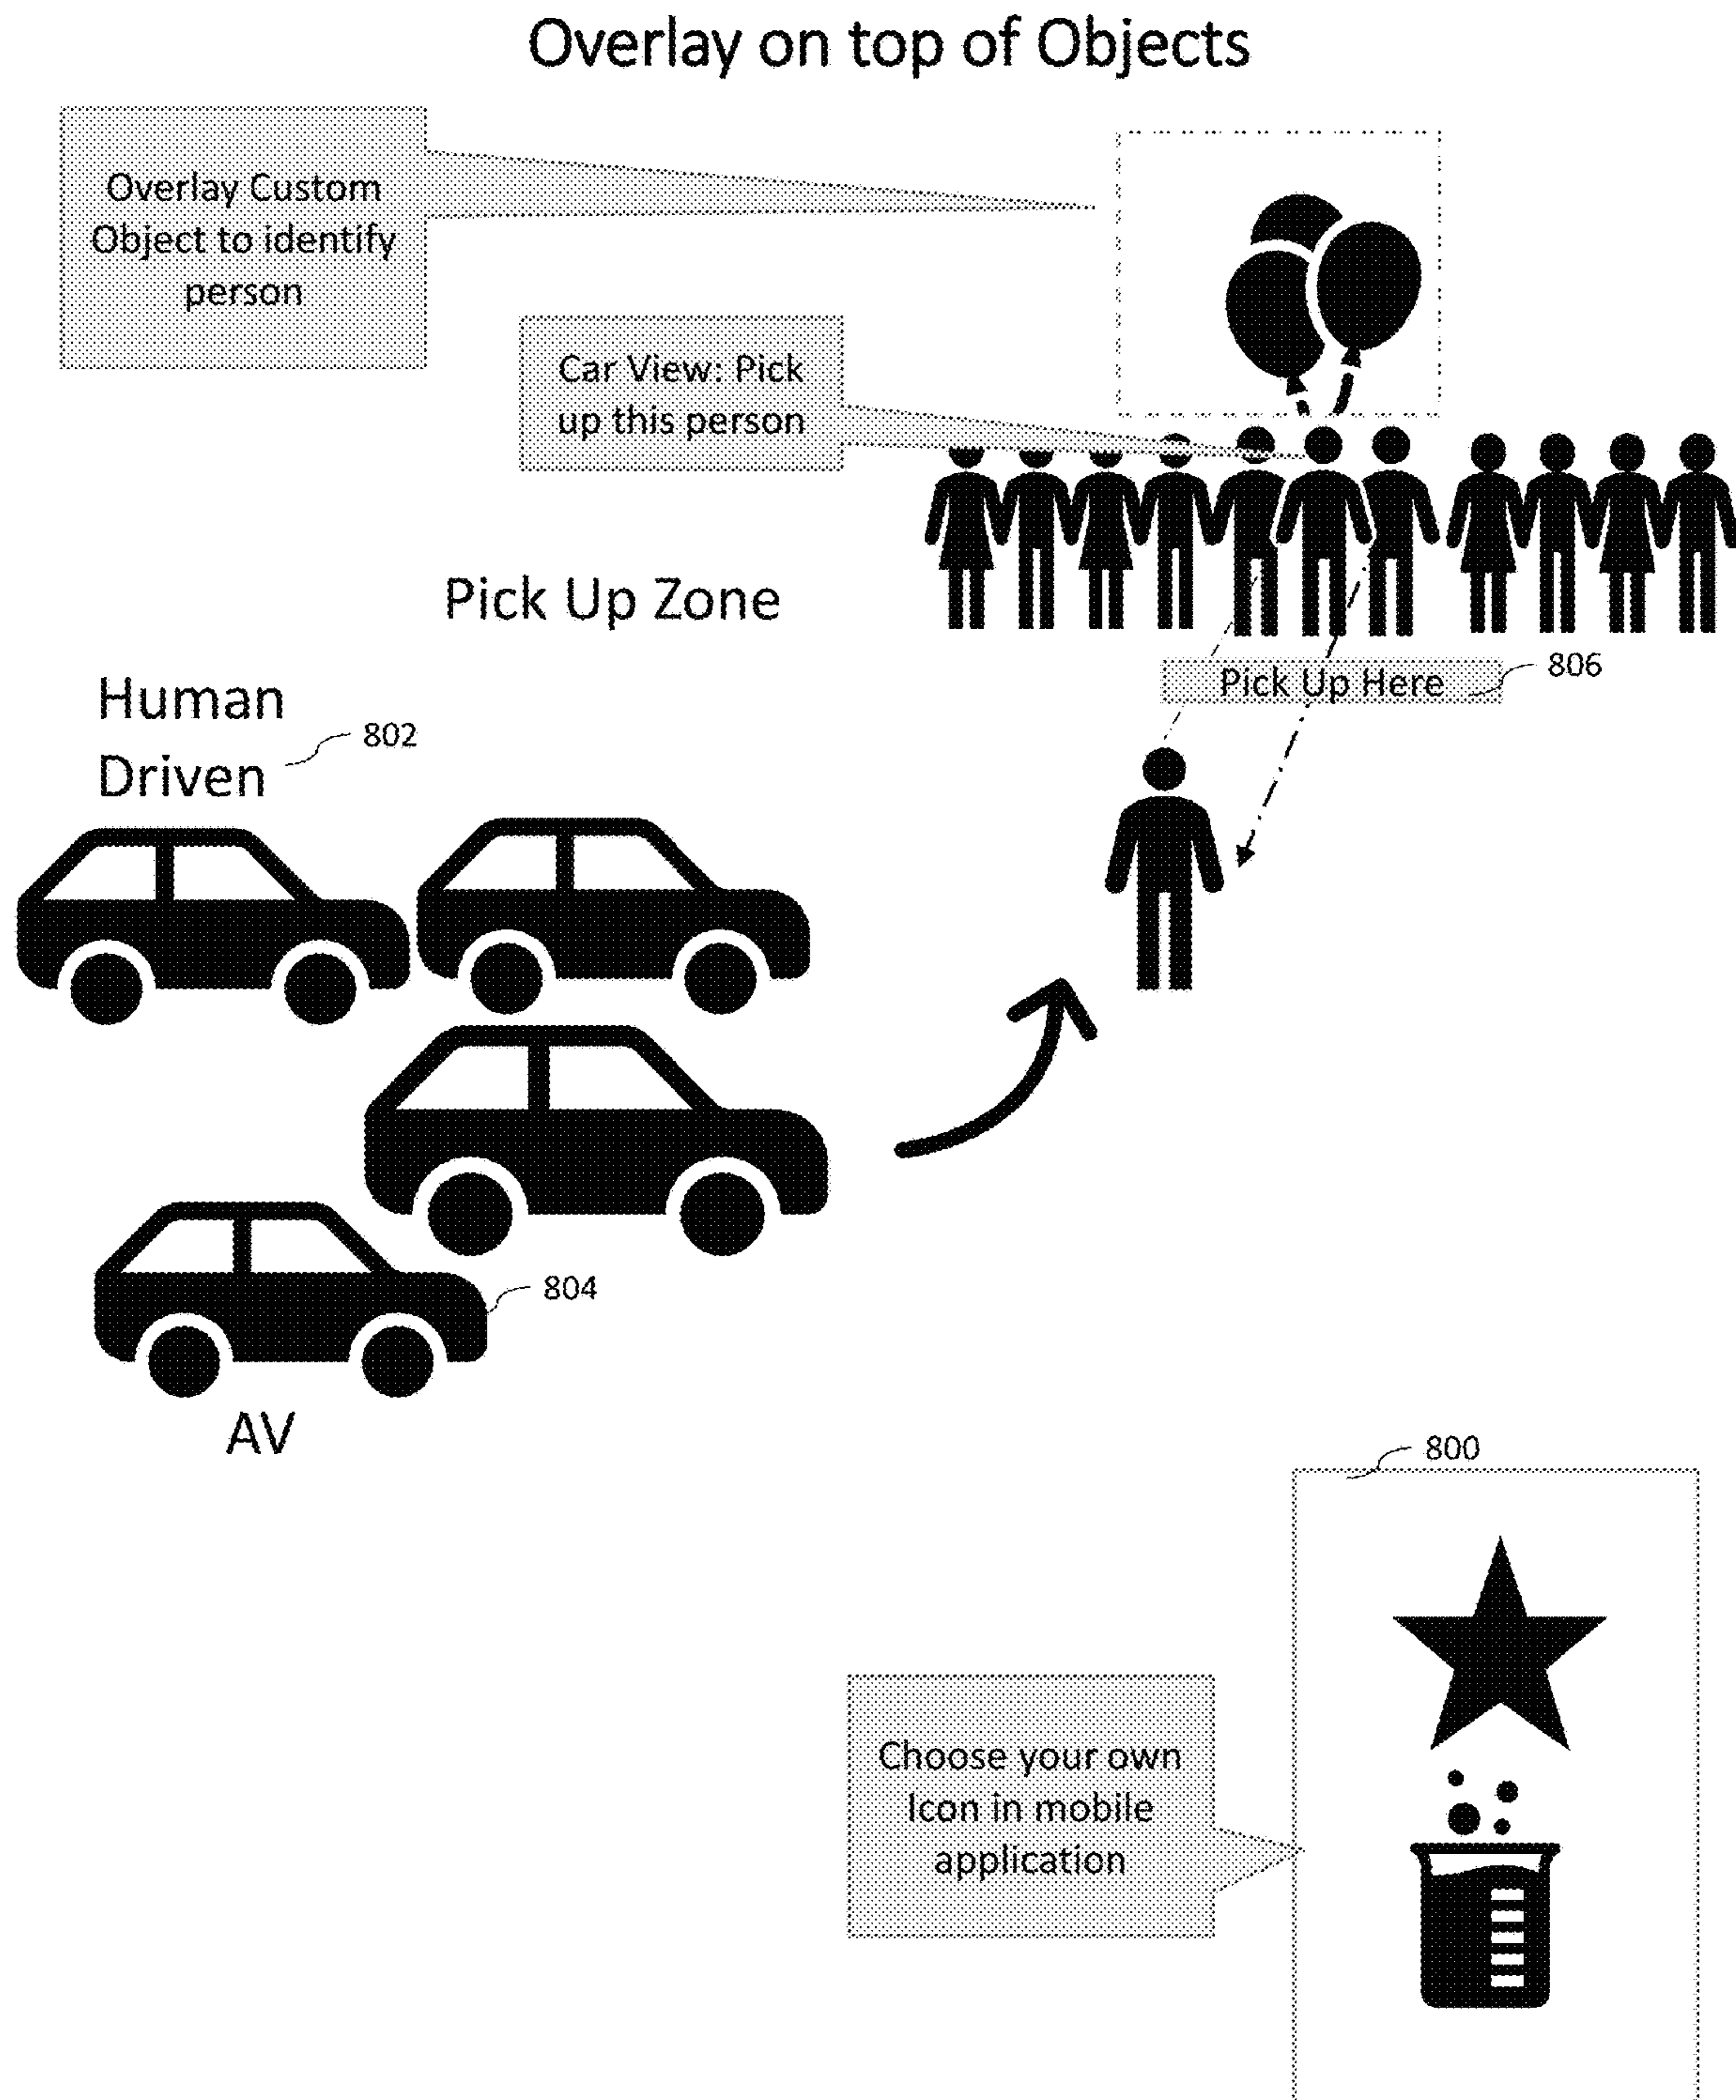 Overlay on top of Objects
Overlay Custom
Object to identify
person
Car View: Pick
up this person
Pick Up Zone
Pick Up Here
806
Human
Driven
802
804
AV
800
Choose your own
Icon in mobile
application